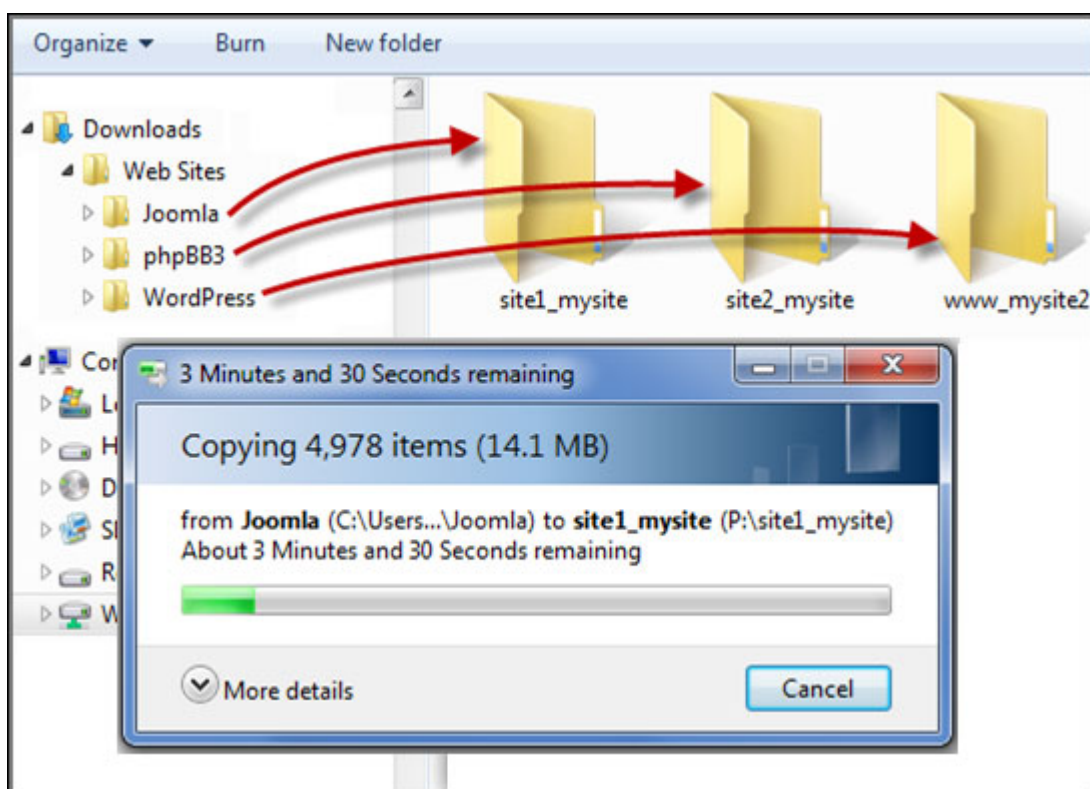 Organize Burn New folder
Downloads
Web Sites
Joomla
phpBB3
WordPress
site1_mysite site2_mysite www_mysite2
3 Minutes and 30 Seconds remaining
Copying 4,978 items (14.1 MB)
from Joomla (C:\Users...\Joomla) to site1_mysite (P:\site1_mysite)
About 3 Minutes and 30 Seconds remaining
More details Cancel